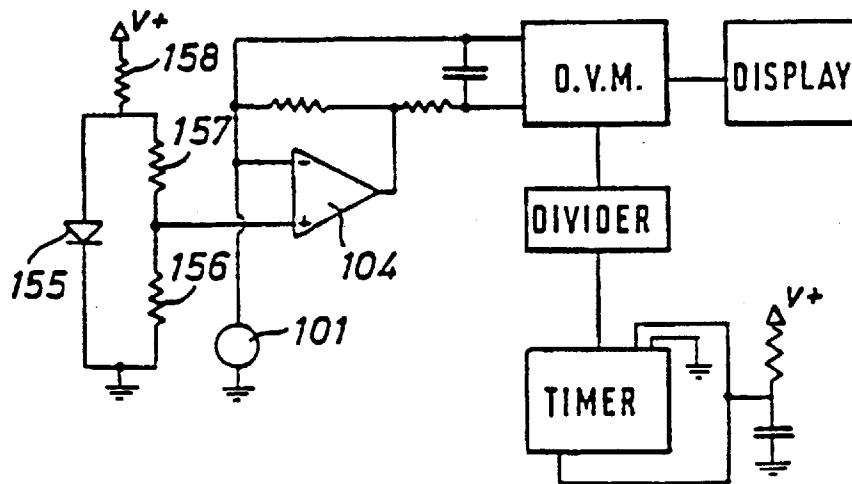 V+
158
157
155
156
-
+
104
101
D.V.M.
DISPLAY
DIVIDER
TIMER
V+